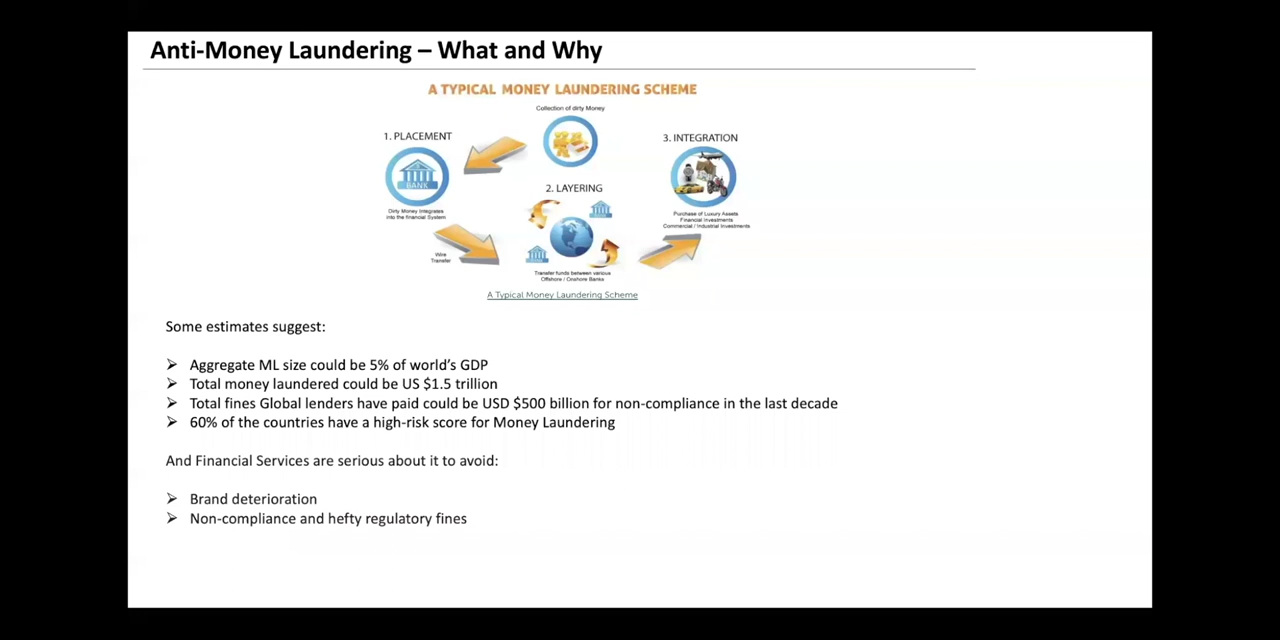 Anti-Money Laundering – What and Why
A TYPICAL MONEY LAUNDERING SCHEME
Collection of dirty Money
1. PLACEMENT
3. INTEGRATION
BANK
2. LAYERING
Dirty Money Integrates
into the financial System
Purchase of Luxury Assets
Financial Investments
Commercial / Industrial Investments
Wire
Transfer
Transfer funds between various
Offshore / Onshore Banks
A Typical Money Laundering Scheme
Some estimates suggest:
➢ Aggregate ML size could be 5% of world’s GDP
➢ Total money laundered could be US $1.5 trillion
➢ Total fines Global lenders have paid could be USD $500 billion for non-compliance in the last decade
➢ 60% of the countries have a high-risk score for Money Laundering
And Financial Services are serious about it to avoid:
➢ Brand deterioration
➢ Non-compliance and hefty regulatory fines